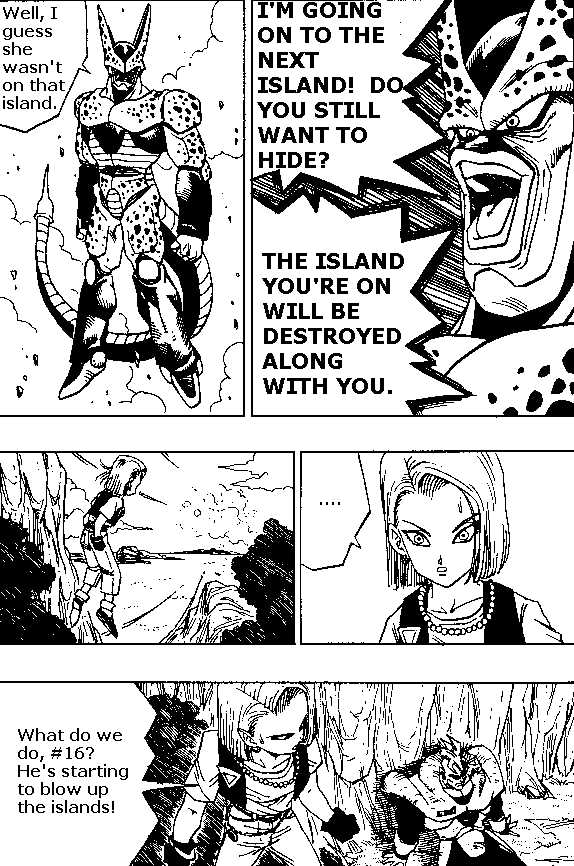 Well, I
guess
she
wasn't
on that
island.
I'M GOING
ON TO THE
NEXT
ISLAND! DO
YOU STILL
WANT TO
HIDE?
THE ISLAND
YOU'RE ON
WILL BE
DESTROYED
ALONG
WITH YOU.
....
What do we
do, #16?
He's starting
to blow up
the islands!